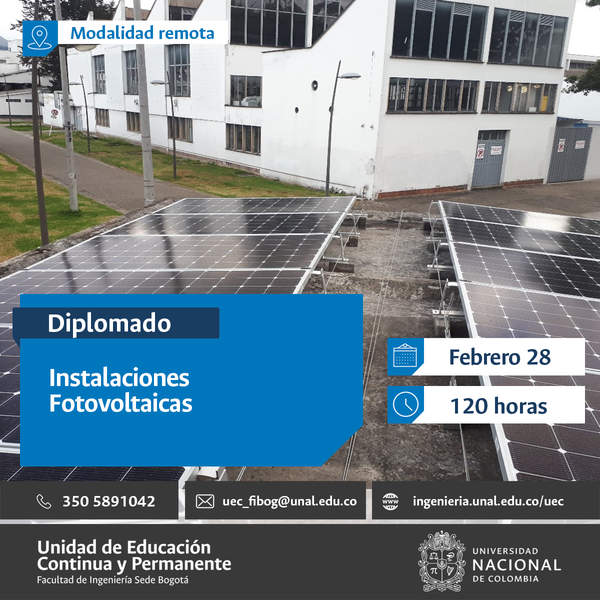 Modalidad remota
Diplomado
Instalaciones
Fotovoltaicas
Febrero 28
120 horas
350 5891042
uec_fibog@unal.edu.co
ingenieria.unal.edu.co/uec
Unidad de Educación
Continua y Permanente
Facultad de Ingeniería Sede Bogotá
UNIVERSIDAD
NACIONAL
DE COLOMBIA